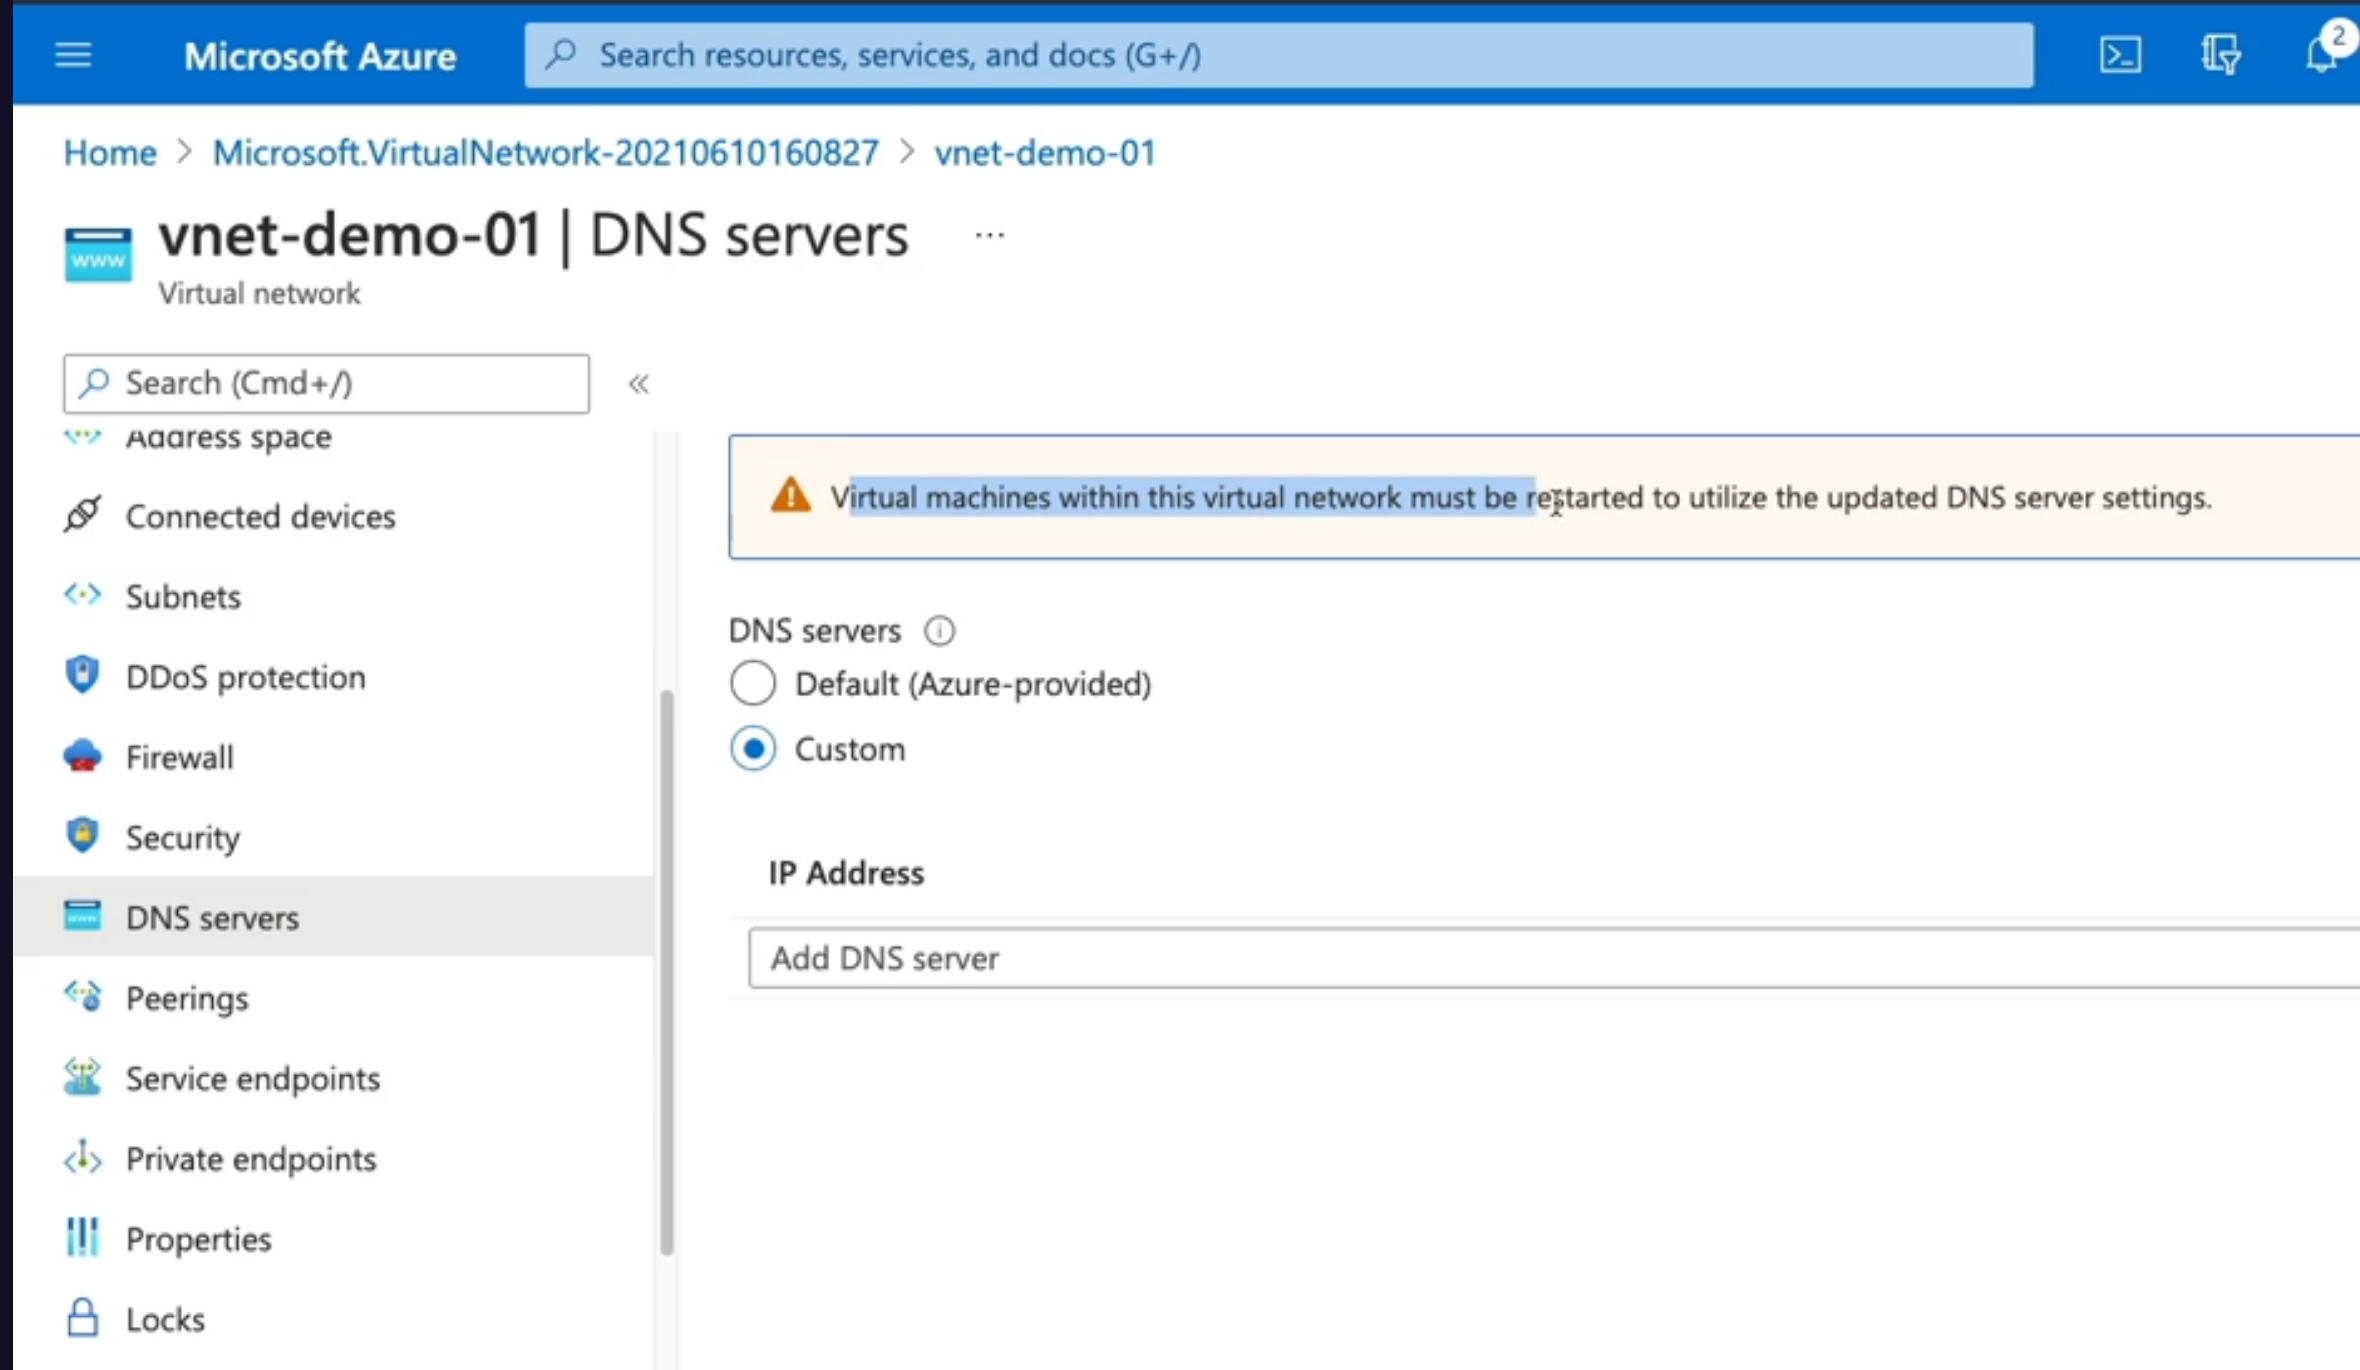 Microsoft Azure
Search resources, services, and docs (G+/)
2
Home > Microsoft.VirtualNetwork-20210610160827 > vnet-demo-01
www
vnet-demo-01 | DNS servers ...
Virtual network
Search (Cmd+/) «
Address space
Connected devices
Subnets
DDoS protection
Firewall
Security
DNS servers
Peerings
Service endpoints
Private endpoints
Properties
Locks
Virtual machines within this virtual network must be restarted to utilize the updated DNS server settings.
DNS servers
Default (Azure-provided)
Custom
IP Address
Add DNS server